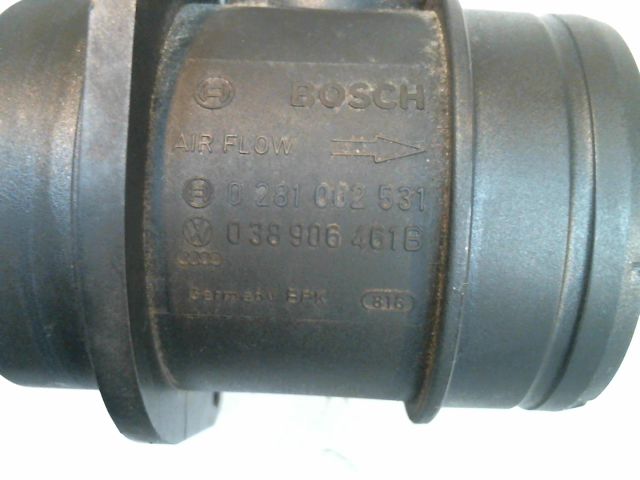 BOSCH
AIR FLOW
0 281 002 531
038 906 461B
Germany BPK
816